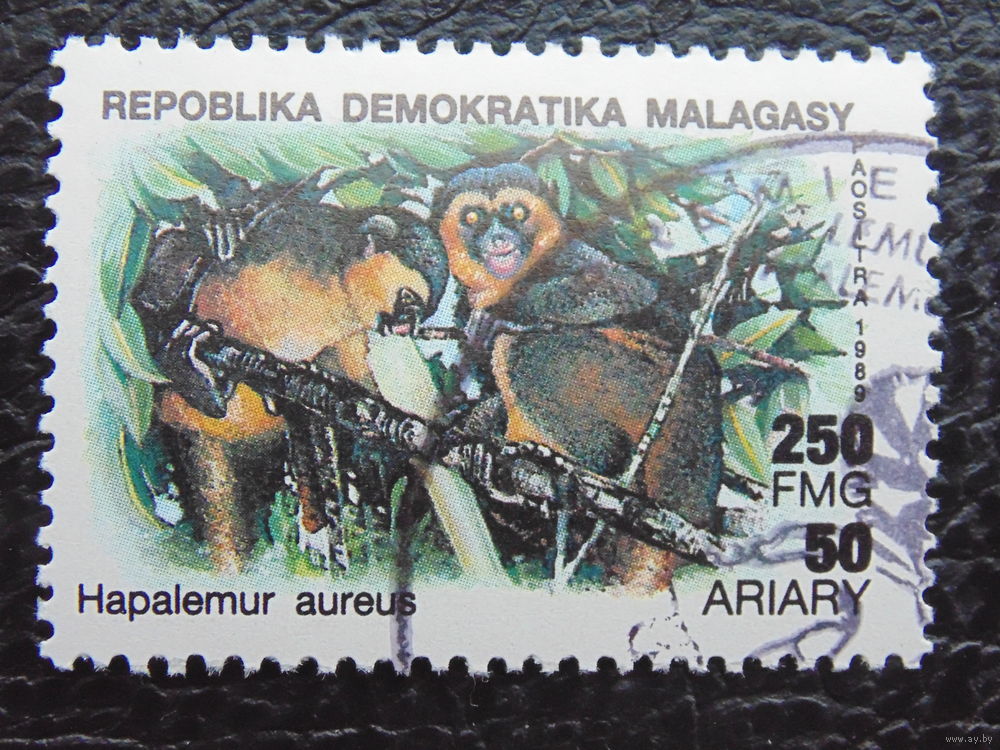 REPOBLIKA DEMOKRATIKA MALAGASY
PAOSITRA 1989
250
FMG
50
ARIARY
Hapalemur aureus
www.ay.by